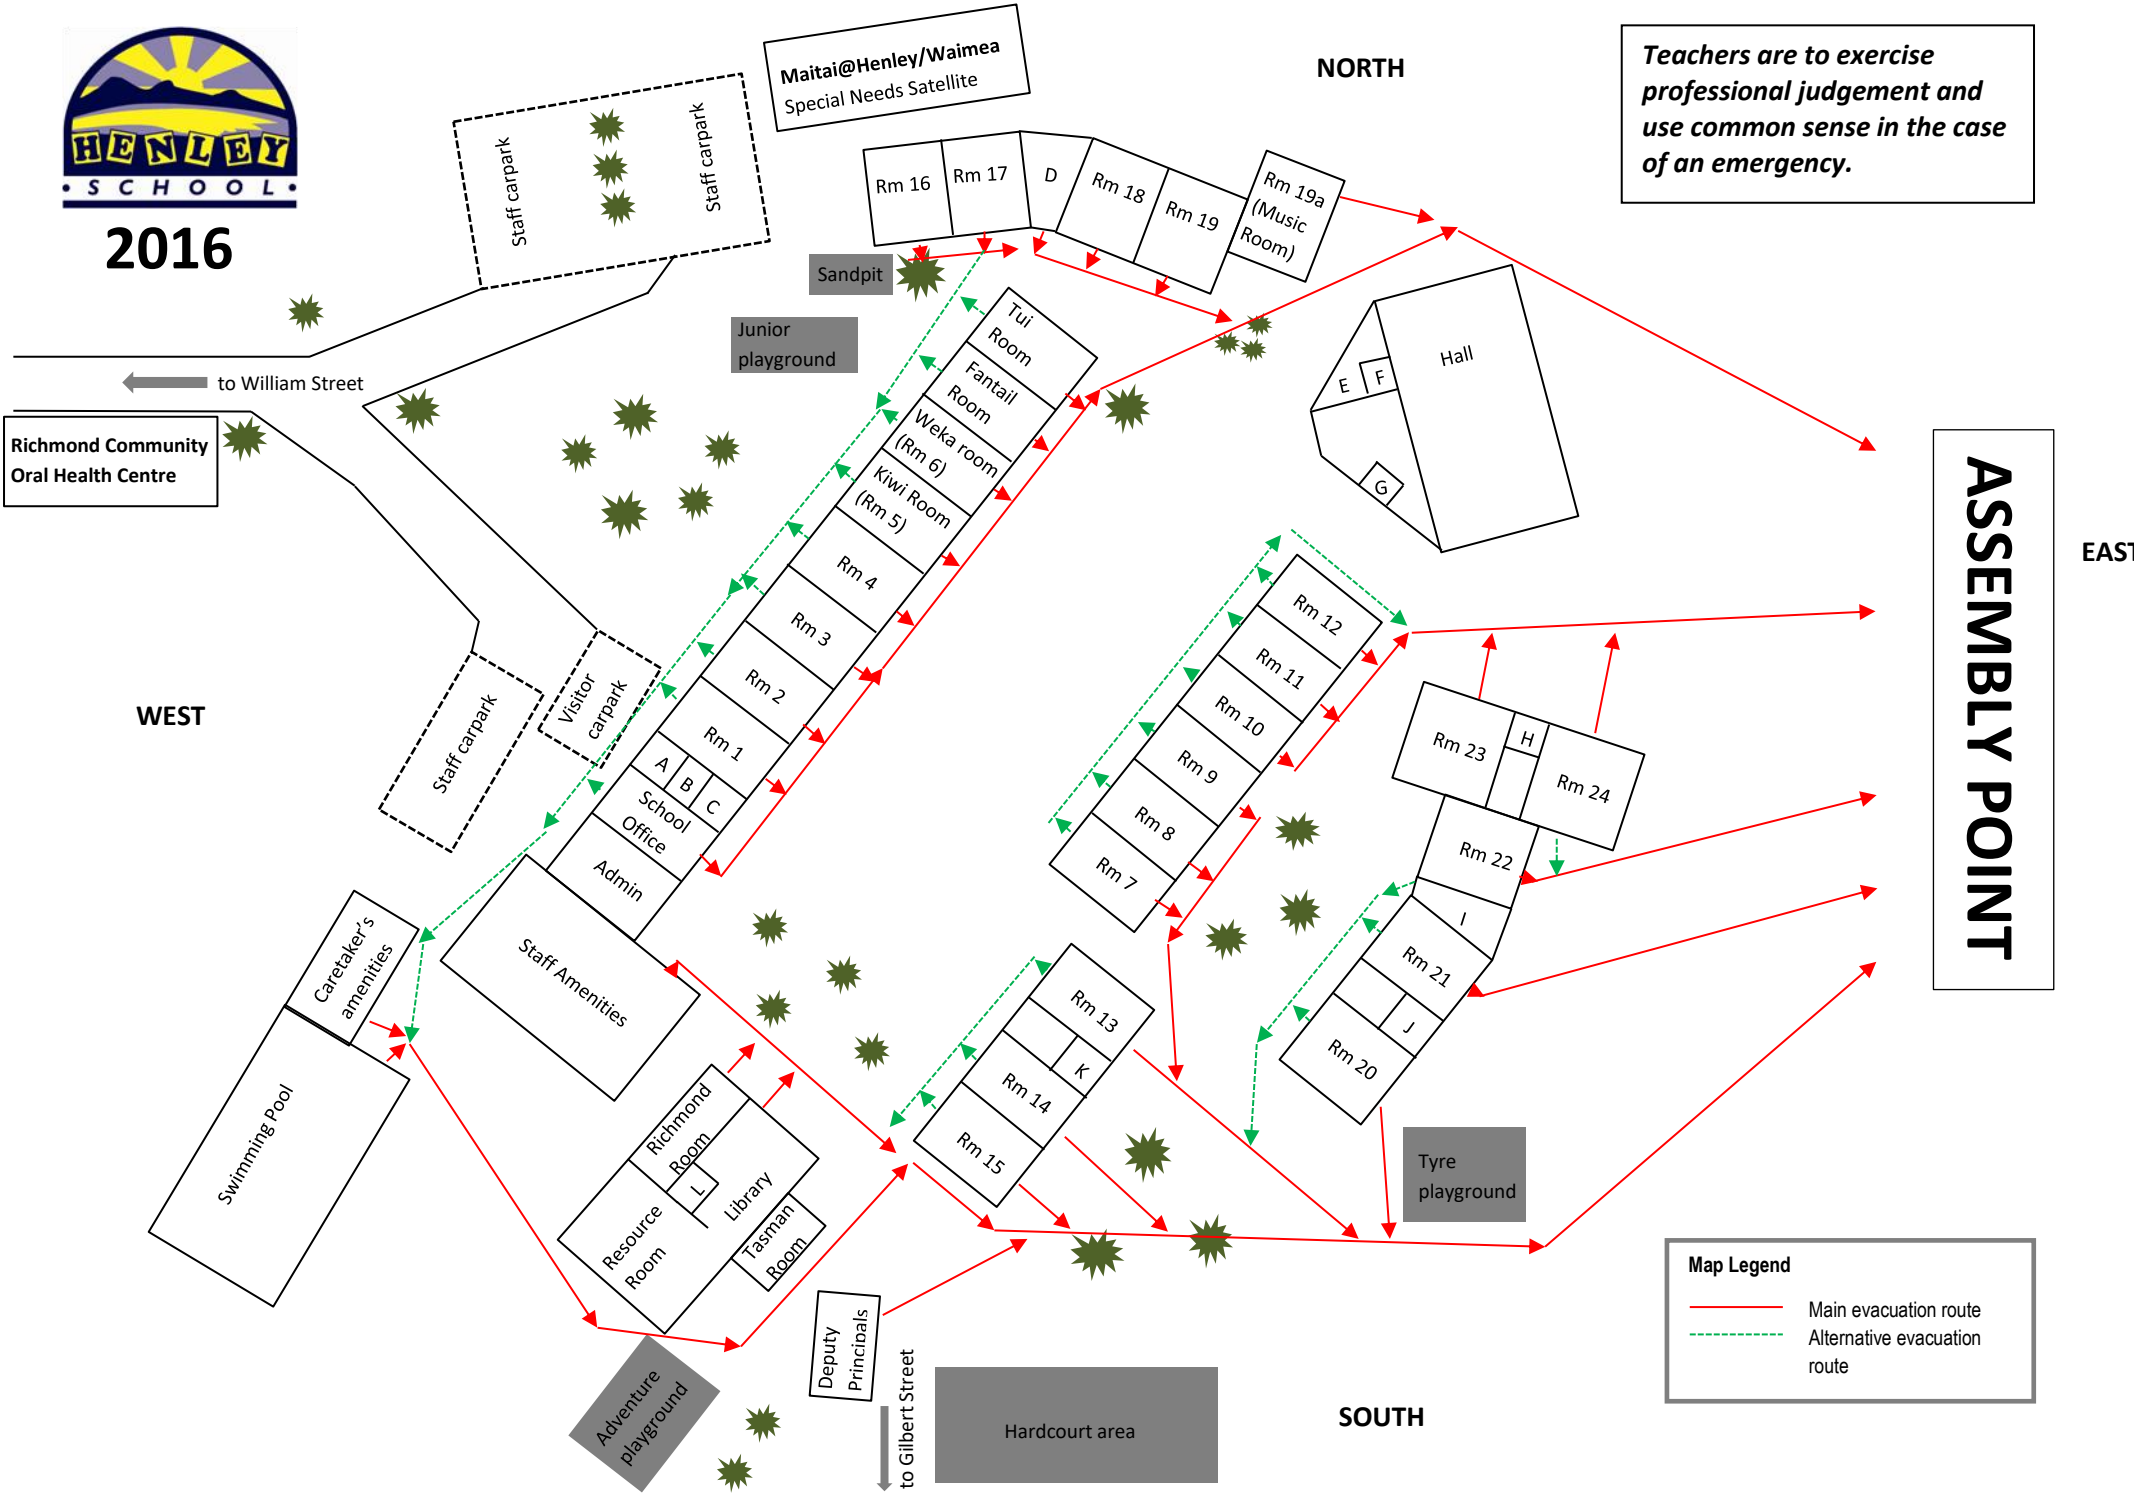 HENLEY
SCHOOL
2016
Maitai@Henley/Waimea
Special Needs Satellite
NORTH
Teachers are to exercise
professional judgement and
use common sense in the case
of an emergency.
Staff carpark
Staff carpark
Rm 16
Rm 17
D
Rm 18
Rm 19
Rm 19a
(Music
Room)
Sandpit
Junior
playground
to William Street
Richmond Community
Oral Health Centre
Tui
Room
Fantail
Room
Weka room
(Rm 6)
Kiwi Room
(Rm 5)
Rm 4
Rm 3
Rm 2
Rm 1
A
B
C
School
Office
Admin
Hall
E
F
G
ASSEMBLY POINT
EAST
WEST
Staff carpark
Visitor
carpark
Rm 12
Rm 11
Rm 10
Rm 9
Rm 8
Rm 7
Rm 23
H
Rm 24
Rm 22
I
Rm 21
J
Rm 20
Caretaker's
amenities
Swimming Pool
Staff Amenities
Rm 13
K
Rm 14
Rm 15
Richmond
Room
L
Library
Resource
Room
Tasman
Room
Tyre
playground
Deputy
Principals
Adventure
playground
to Gilbert Street
Hardcourt area
SOUTH
Map Legend
Main evacuation route
Alternative evacuation
route